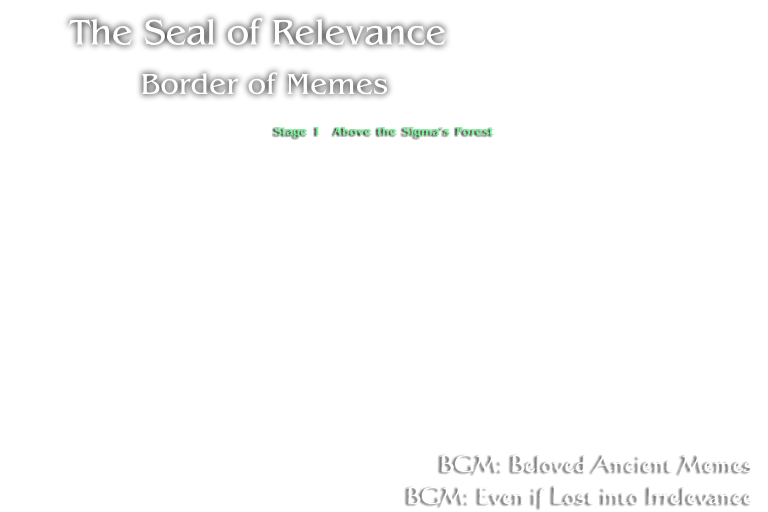 The Seal of Relevance
Border of Memes
Stage 1 Above the Sigma's Forest
BGM: Beloved Ancient Memes
BGM: Even if Lost into Irrelevance